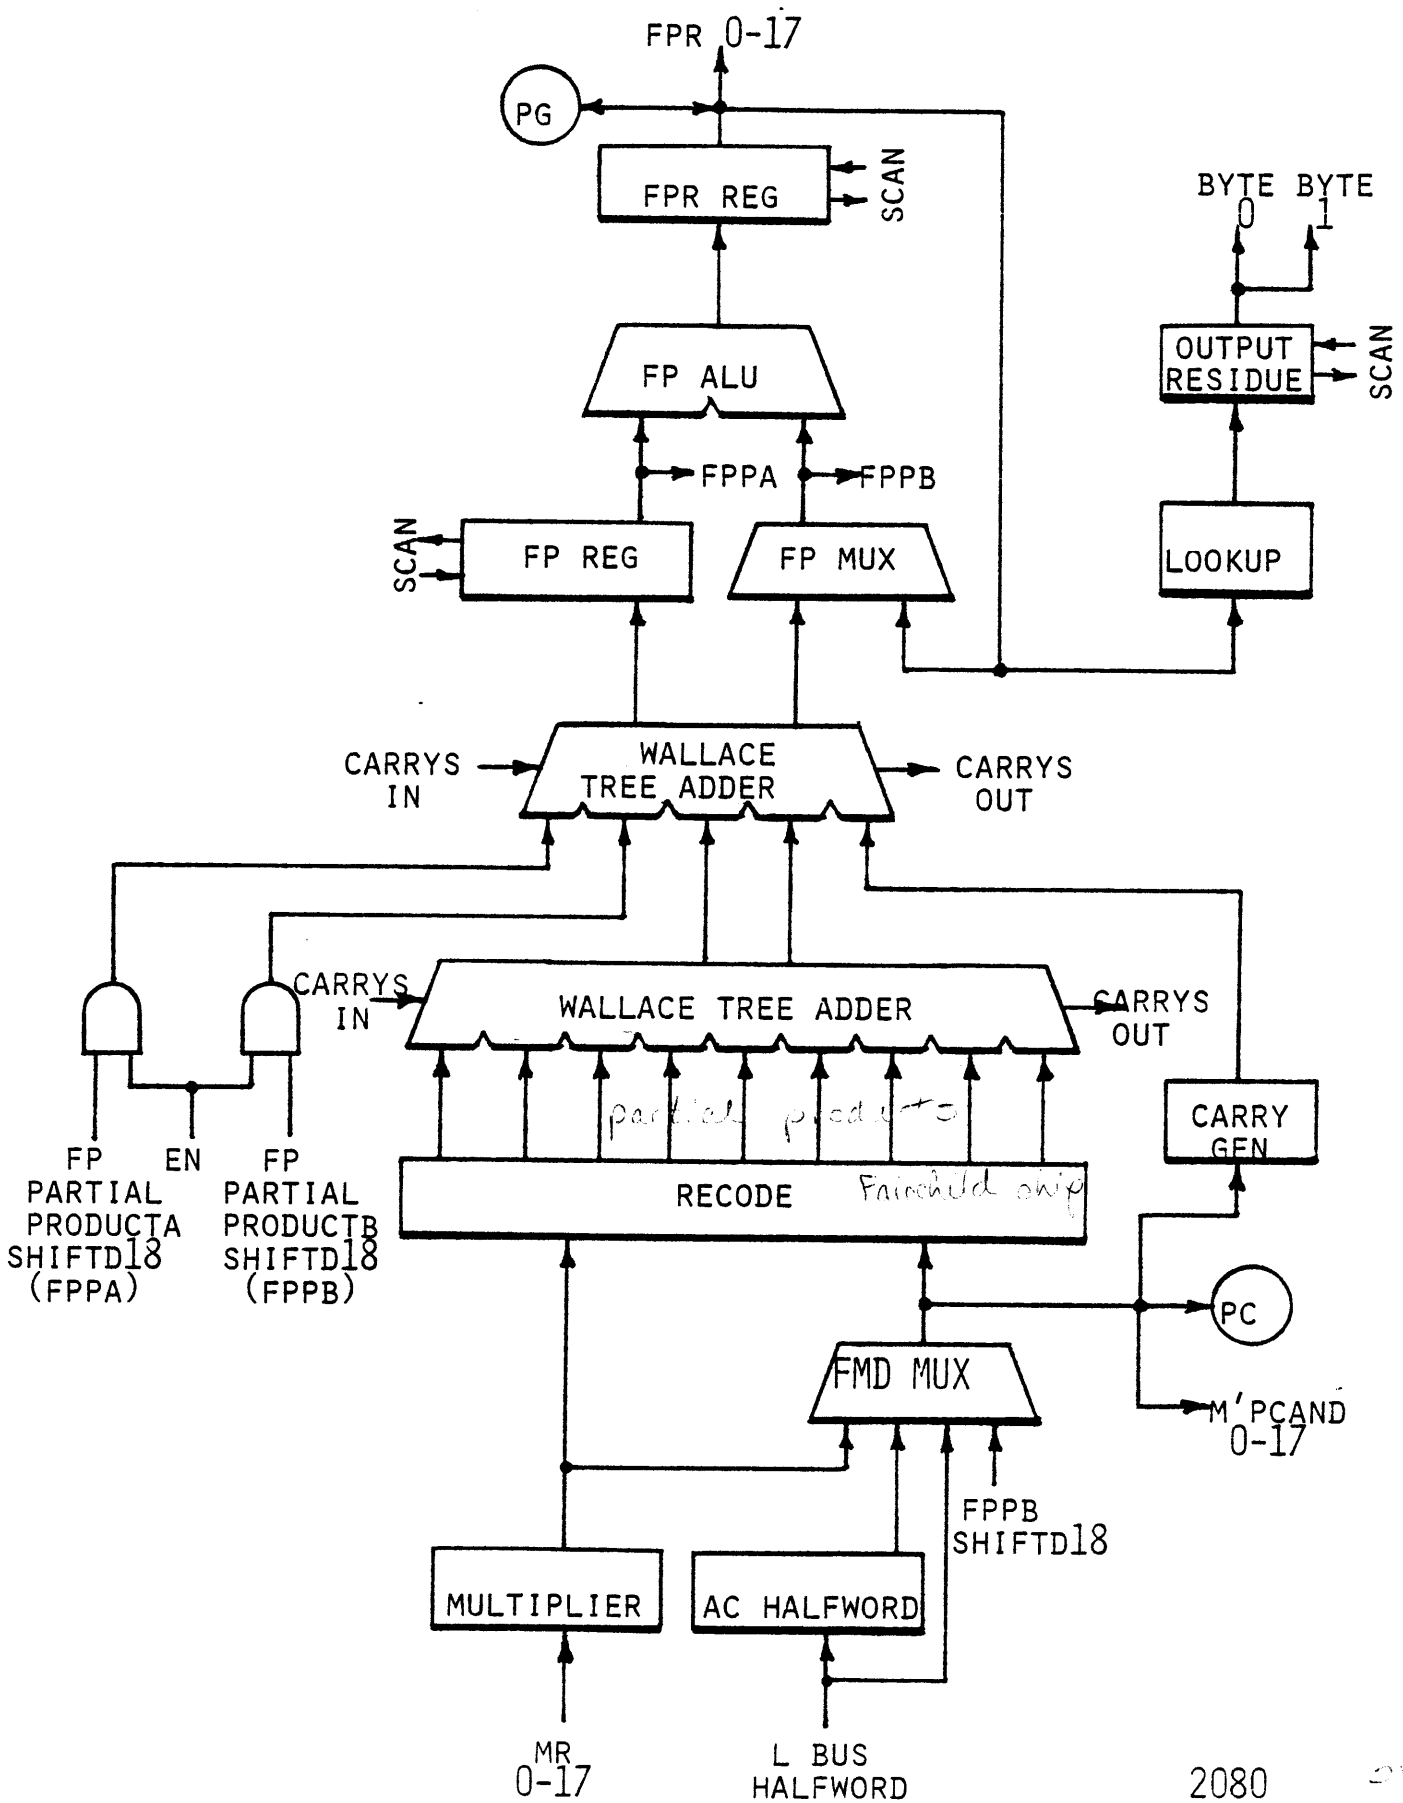 FPR 0-17
PG
FPR REG
SCAN
BYTE BYTE
0 1
FP ALU
OUTPUT
RESIDUE
SCAN
FPPA
FPPB
SCAN
FP REG
FP MUX
LOOKUP
CARRYS
IN
WALLACE
TREE ADDER
CARRYS
OUT
CARRYS
IN
WALLACE TREE ADDER
CARRYS
OUT
partial products
CARRY
GEN
FP
PARTIAL
PRODUCTA
SHIFTD18
(FPPA)
EN
FP
PARTIAL
PRODUCTB
SHIFTD18
(FPPB)
RECODE
Fairchild chip
PC
FMD MUX
M'PCAND
0-17
FPPB
SHIFTD18
MULTIPLIER
AC HALFWORD
MR
0-17
L BUS
HALFWORD
2080